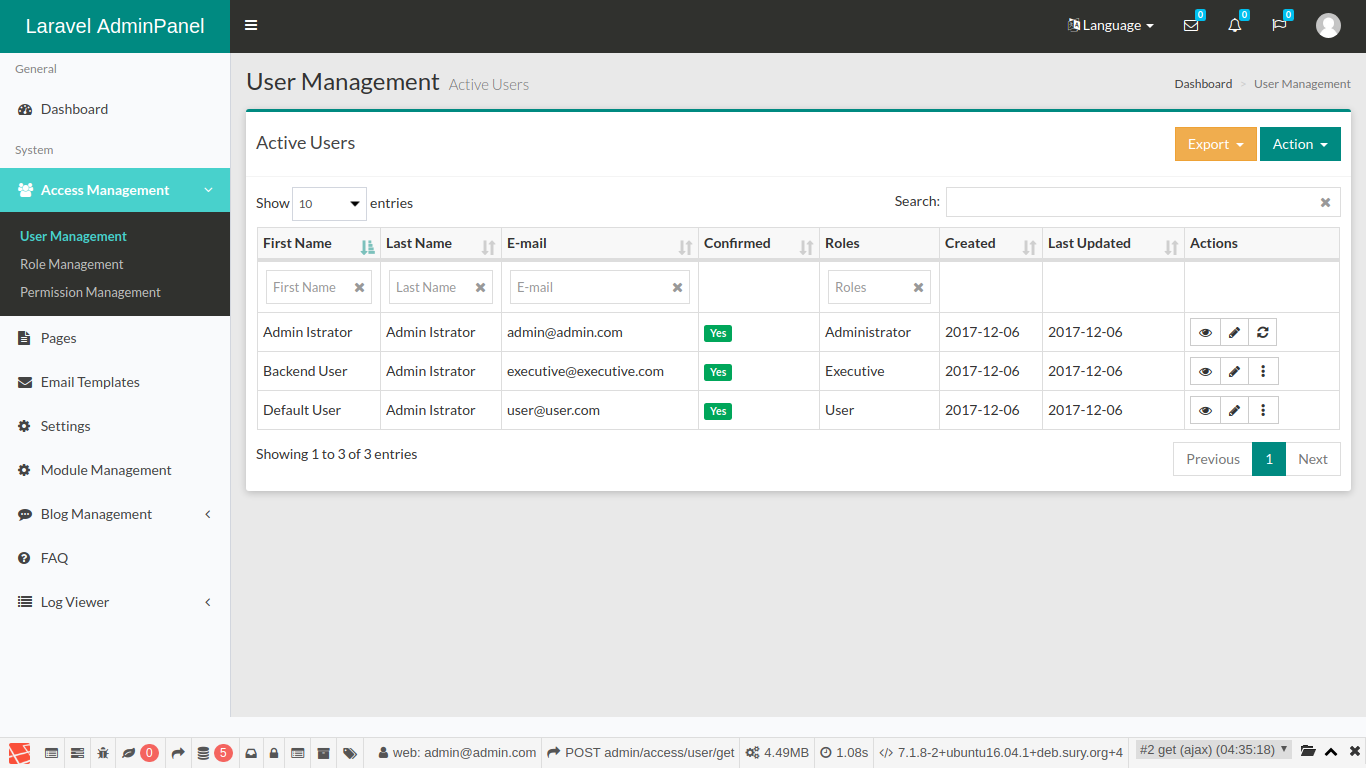 Laravel AdminPanel
Language
0
0
0
General
Dashboard
System
Access Management
User Management
Role Management
Permission Management
Pages
Email Templates
Settings
Module Management
Blog Management
FAQ
Log Viewer
User Management Active Users
Dashboard > User Management
Active Users
Export
Action
Show 10 entries
Search:
First Name Last Name E-mail Confirmed Roles Created Last Updated Actions
First Name Last Name E-mail Roles
Admin Istrator Admin Istrator admin@admin.com Yes Administrator 2017-12-06 2017-12-06
Backend User Admin Istrator executive@executive.com Yes Executive 2017-12-06 2017-12-06
Default User Admin Istrator user@user.com Yes User 2017-12-06 2017-12-06
Showing 1 to 3 of 3 entries
Previous 1 Next
0 5 web: admin@admin.com POST admin/access/user/get 4.49MB 1.08s 7.1.8-2+ubuntu16.04.1+deb.sury.org+4 #2 get (ajax) (04:35:18)